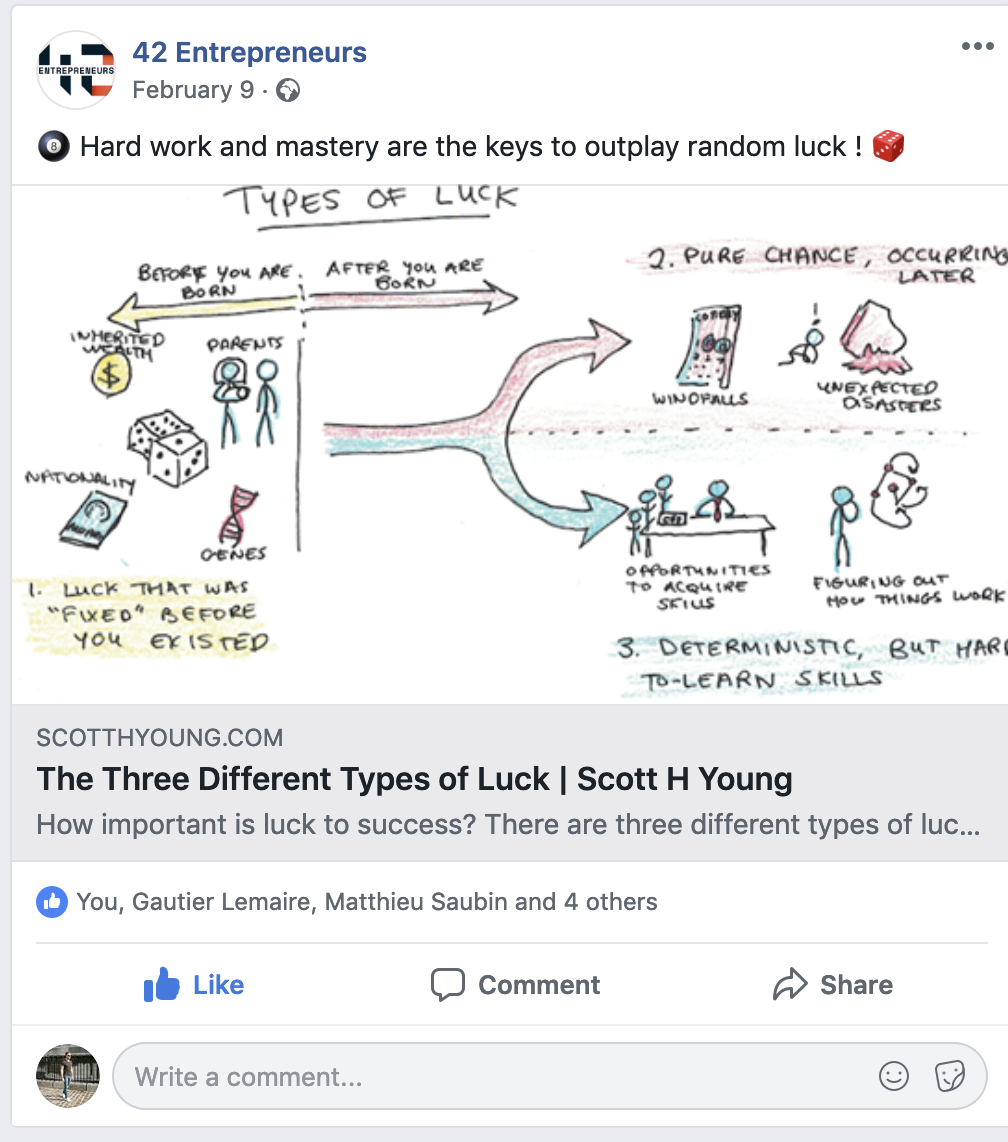 42 Entrepreneurs
ENTREPRENEURS
February 9 ·
8
Hard work and mastery are the keys to outplay random luck !
TYPES OF LUCK
BEFORE YOU ARE
BORN
AFTER YOU ARE
BORN
INHERITED
WEALTH
$
PARENTS
NATIONALITY
GENES
1. LUCK THAT WAS
"FIXED" BEFORE
YOU EXISTED
2. PURE CHANCE, OCCURRING
LATER
WINDFALLS
UNEXPECTED
DISASTERS
OPPORTUNITIES
TO ACQUIRE
SKILLS
FIGURING OUT
HOW THINGS WORK
3. DETERMINISTIC, BUT HARD
TO-LEARN SKILLS
SCOTTHYOUNG.COM
The Three Different Types of Luck | Scott H Young
How important is luck to success? There are three different types of luc...
You, Gautier Lemaire, Matthieu Saubin and 4 others
Like
Comment
Share
Write a comment...